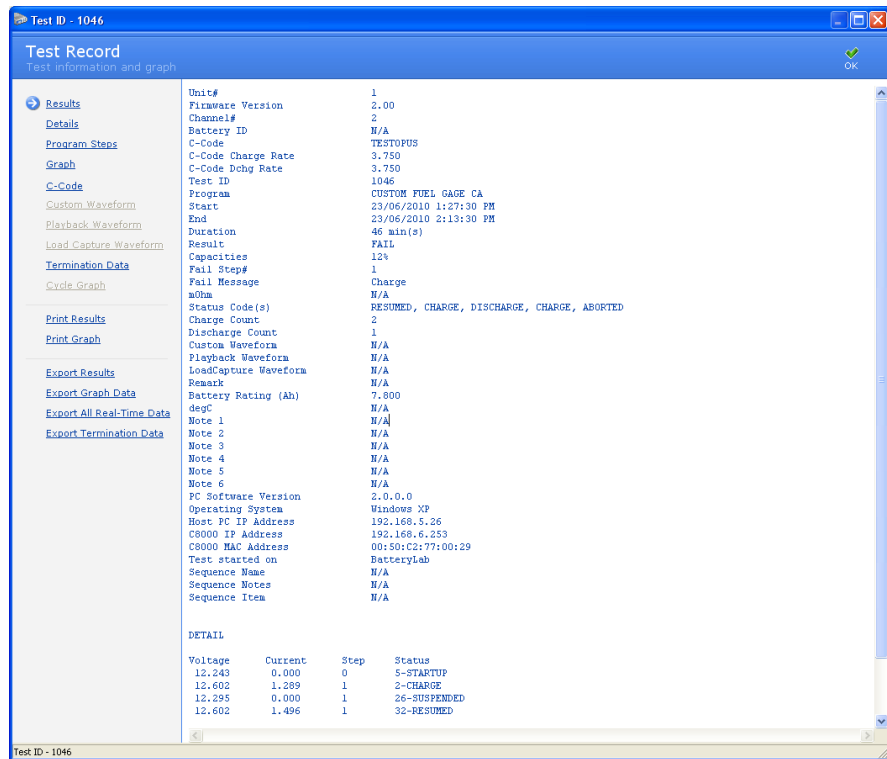 Test ID - 1046
Test Record
Test information and graph
OK
Results
Details
Program Steps
Graph
C-Code
Custom Waveform
Playback Waveform
Load Capture Waveform
Termination Data
Cycle Graph
Print Results
Print Graph
Export Results
Export Graph Data
Export All Real-Time Data
Export Termination Data
Unit# 1
Firmware Version 2.00
Channel# 2
Battery ID N/A
C-Code TESTOPUS
C-Code Charge Rate 3.750
C-Code Dchg Rate 3.750
Test ID 1046
Program CUSTOM FUEL GAGE CA
Start 23/06/2010 1:27:30 PM
End 23/06/2010 2:13:30 PM
Duration 46 min(s)
Result FAIL
Capacities 12%
Fail Step# 1
Fail Message Charge
mOhm N/A
Status Code(s) RESUMED, CHARGE, DISCHARGE, CHARGE, ABORTED
Charge Count 2
Discharge Count 1
Custom Waveform N/A
Playback Waveform N/A
LoadCapture Waveform N/A
Remark N/A
Battery Rating (Ah) 7.800
degC N/A
Note 1 N/A
Note 2 N/A
Note 3 N/A
Note 4 N/A
Note 5 N/A
Note 6 N/A
PC Software Version 2.0.0.0
Operating System Windows XP
Host PC IP Address 192.168.5.26
C8000 IP Address 192.168.6.253
C8000 MAC Address 00:50:C2:77:00:29
Test started on BatteryLab
Sequence Name N/A
Sequence Notes N/A
Sequence Item N/A
DETAIL
Voltage Current Step Status
12.243 0.000 0 5-STARTUP
12.602 1.289 1 2-CHARGE
12.295 0.000 1 26-SUSPENDED
12.602 1.496 1 32-RESUMED
Test ID - 1046